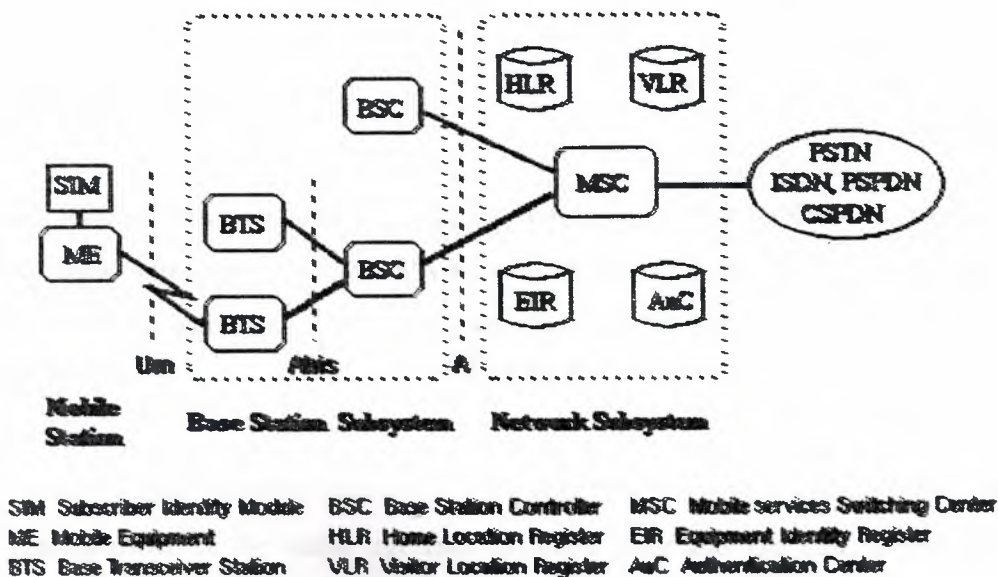 HLR
VLR
BSC
PSTN
ISDN, PSPDN
CSPDN
MSC
SIM
BTS
ME
BSC
EIR
AuC
BTS
Um
Abis
A
Mobile
Station
Base Station Subsystem
Network Subsystem
SIM Subscriber Identity Module
BSC Base Station Controller
MSC Mobile services Switching Center
ME Mobile Equipment
HLR Home Location Register
EIR Equipment Identity Register
BTS Base Transceiver Station
VLR Visitor Location Register
AuC Authentication Center